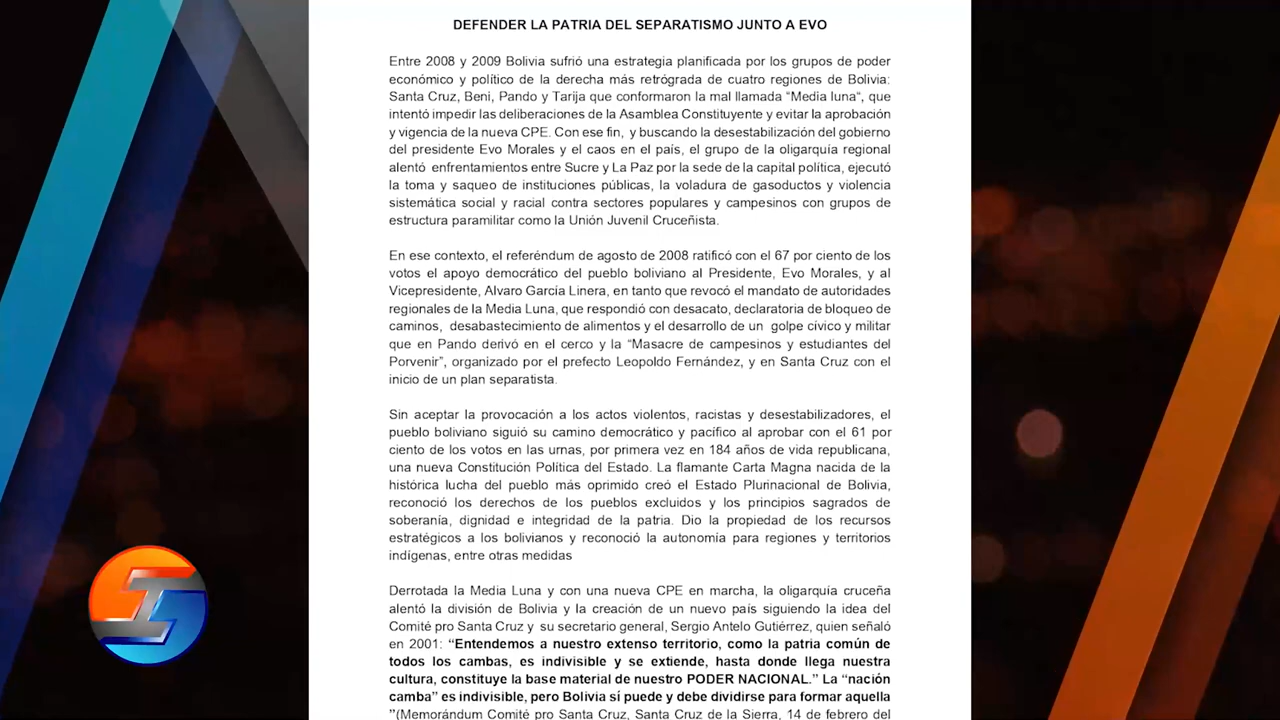 DEFENDER LA PATRIA DEL SEPARATISMO JUNTO A EVO
Entre 2008 y 2009 Bolivia sufrió una estrategia planificada por los grupos de poder
económico y político de la derecha más retrógrada de cuatro regiones de Bolivia:
Santa Cruz, Beni, Pando y Tarija que conformaron la mal llamada “Media luna“, que
intentó impedir las deliberaciones de la Asamblea Constituyente y evitar la aprobación
y vigencia de la nueva CPE. Con ese fin, y buscando la desestabilización del gobierno
del presidente Evo Morales y el caos en el país, el grupo de la oligarquía regional
alentó enfrentamientos entre Sucre y La Paz por la sede de la capital política, ejecutó
la toma y saqueo de instituciones públicas, la voladura de gasoductos y violencia
sistemática social y racial contra sectores populares y campesinos con grupos de
estructura paramilitar como la Unión Juvenil Cruceñista.
En ese contexto, el referéndum de agosto de 2008 ratificó con el 67 por ciento de los
votos el apoyo democrático del pueblo boliviano al Presidente, Evo Morales, y al
Vicepresidente, Alvaro García Linera, en tanto que revocó el mandato de autoridades
regionales de la Media Luna, que respondió con desacato, declaratoria de bloqueo de
caminos, desabastecimiento de alimentos y el desarrollo de un golpe cívico y militar
que en Pando derivó en el cerco y la “Masacre de campesinos y estudiantes del
Porvenir”, organizado por el prefecto Leopoldo Fernández, y en Santa Cruz con el
inicio de un plan separatista.
Sin aceptar la provocación a los actos violentos, racistas y desestabilizadores, el
pueblo boliviano siguió su camino democrático y pacífico al aprobar con el 61 por
ciento de los votos en las urnas, por primera vez en 184 años de vida republicana,
una nueva Constitución Política del Estado. La flamante Carta Magna nacida de la
histórica lucha del pueblo más oprimido creó el Estado Plurinacional de Bolivia,
reconoció los derechos de los pueblos excluidos y los principios sagrados de
soberanía, dignidad e integridad de la patria. Dio la propiedad de los recursos
estratégicos a los bolivianos y reconoció la autonomía para regiones y territorios
indígenas, entre otras medidas
Derrotada la Media Luna y con una nueva CPE en marcha, la oligarquía cruceña
alentó la división de Bolivia y la creación de un nuevo país siguiendo la idea del
Comité pro Santa Cruz y su secretario general, Sergio Antelo Gutiérrez, quien señaló
en 2001: “Entendemos a nuestro extenso territorio, como la patria común de
todos los cambas, es indivisible y se extiende, hasta donde llega nuestra
cultura, constituye la base material de nuestro PODER NACIONAL.” La “nación
camba” es indivisible, pero Bolivia sí puede y debe dividirse para formar aquella
”(Memorándum Comité pro Santa Cruz, Santa Cruz de la Sierra, 14 de febrero del